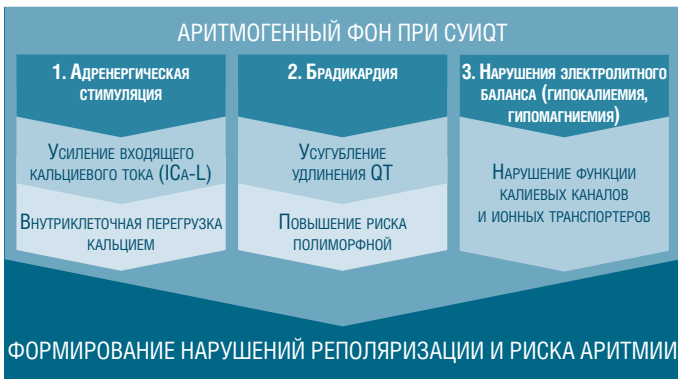 АРИТМОГЕННЫЙ ФОН ПРИ СУИQT
1. Адренергическая
стимуляция
Усиление входящего
кальциевого тока (ICa-L)
Внутриклеточная перегрузка
кальцием
2. Брадикардия
Усугубление
удлинения QT
Повышение риска
полиморфной
3. Нарушения электролитного
баланса (гипокалиемия,
гипомагниемия)
Нарушение функции
калиевых каналов
и ионных транспортеров
ФОРМИРОВАНИЕ НАРУШЕНИЙ РЕПОЛЯРИЗАЦИИ И РИСКА АРИТМИИ